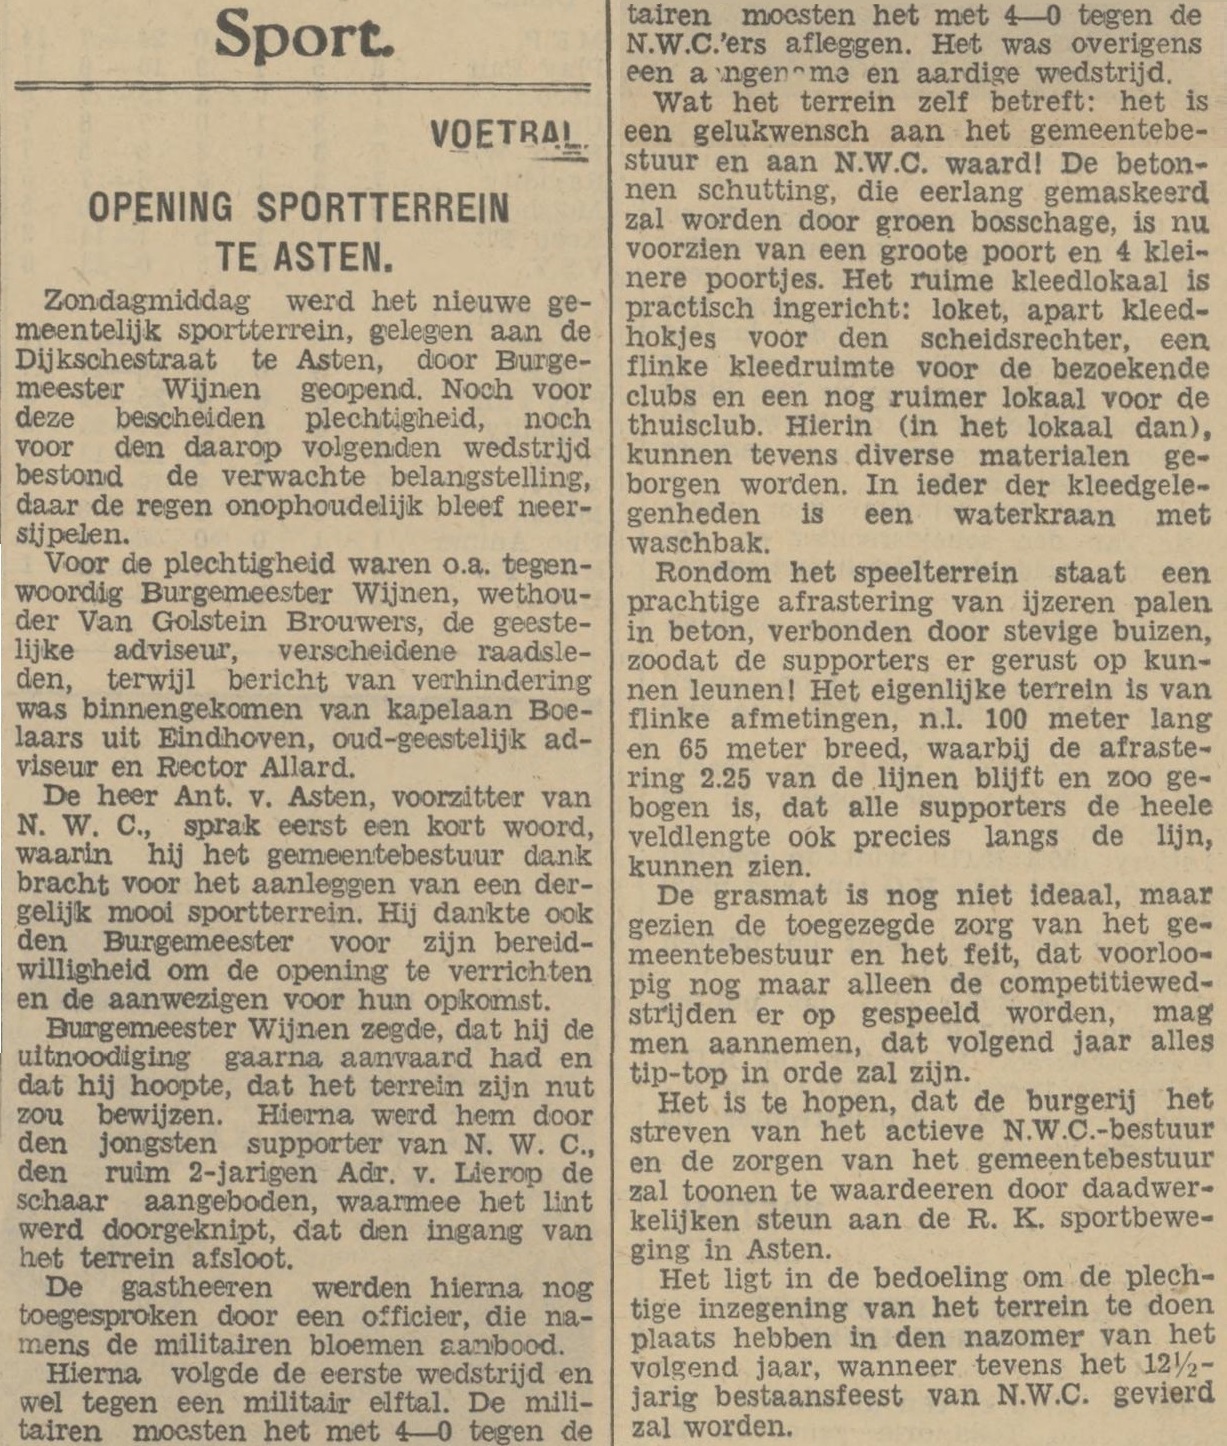 Sport.
VOETBAL.
OPENING SPORTTERREIN
TE ASTEN.
Zondagmiddag werd het nieuwe ge-
meentelijk sportterrein, gelegen aan de
Dijkschestraat te Asten, door Burge-
meester Wijnen geopend. Noch voor
deze bescheiden plechtigheid, noch
voor den daarop volgenden wedstrijd
bestond de verwachte belangstelling,
daar de regen onophoudelijk bleef neer-
sijpelen.
Voor de plechtigheid waren o.a. tegen-
woordig Burgemeester Wijnen, wethou-
der Van Golstein Brouwers, de geeste-
lijke adviseur, verscheidene raadsle-
den, terwijl bericht van verhindering
was binnengekomen van kapelaan Boe-
laars uit Eindhoven, oud-geestelijk ad-
viseur en Rector Allard.
De heer Ant. v. Asten, voorzitter van
N. W. C., sprak eerst een kort woord,
waarin hij het gemeentebestuur dank
bracht voor het aanleggen van een der-
gelijk mooi sportterrein. Hij dankte ook
den Burgemeester voor zijn bereid-
willigheid om de opening te verrichten
en de aanwezigen voor hun opkomst.
Burgemeester Wijnen zegde, dat hij de
uitnoodiging gaarna aanvaard had en
dat hij hoopte, dat het terrein zijn nut
zou bewijzen. Hierna werd hem door
den jongsten supporter van N. W. C.,
den ruim 2-jarigen Adr. v. Lierop de
schaar aangeboden, waarmee het lint
werd doorgeknipt, dat den ingang van
het terrein afsloot.
De gastheeren werden hierna nog
toegesproken door een officier, die na-
mens de militairen bloemen aanbood.
Hierna volgde de eerste wedstrijd en
wel tegen een militair elftal. De mili-
tairen moesten het met 4—0 tegen de
tairen moesten het met 4—0 tegen de
N.W.C.'ers afleggen. Het was overigens
een aangename en aardige wedstrijd.
Wat het terrein zelf betreft: het is
een gelukwensch aan het gemeentebe-
stuur en aan N.W.C. waard! De beton-
nen schutting, die eerlang gemaskeerd
zal worden door groen bosschage, is nu
voorzien van een groote poort en 4 klei-
nere poortjes. Het ruime kleedlokaal is
practisch ingericht: loket, apart kleed-
hokjes voor den scheidsrechter, een
flinke kleedruimte voor de bezoekende
clubs en een nog ruimer lokaal voor de
thuisclub. Hierin (in het lokaal dan),
kunnen tevens diverse materialen ge-
borgen worden. In ieder der kleedgele-
genheden is een waterkraan met
waschbak.
Rondom het speelterrein staat een
prachtige afrastering van ijzeren palen
in beton, verbonden door stevige buizen,
zoodat de supporters er gerust op kun-
nen leunen! Het eigenlijke terrein is van
flinke afmetingen, n.l. 100 meter lang
en 65 meter breed, waarbij de afraste-
ring 2.25 van de lijnen blijft en zoo ge-
bogen is, dat alle supporters de heele
veldlengte ook precies langs de lijn,
kunnen zien.
De grasmat is nog niet ideaal, maar
gezien de toegezegde zorg van het ge-
meentebestuur en het feit, dat voorloo-
pig nog maar alleen de competitiewed-
strijden er op gespeeld worden, mag
men aannemen, dat volgend jaar alles
tip-top in orde zal zijn.
Het is te hopen, dat de burgerij het
streven van het actieve N.W.C.-bestuur
en de zorgen van het gemeentebestuur
zal toonen te waardeeren door daadwer-
kelijken steun aan de R. K. sportbewe-
ging in Asten.
Het ligt in de bedoeling om de plech-
tige inzegening van het terrein te doen
plaats hebben in den nazomer van het
volgend jaar, wanneer tevens het 12½-
jarig bestaansfeest van N.W.C. gevierd
zal worden.